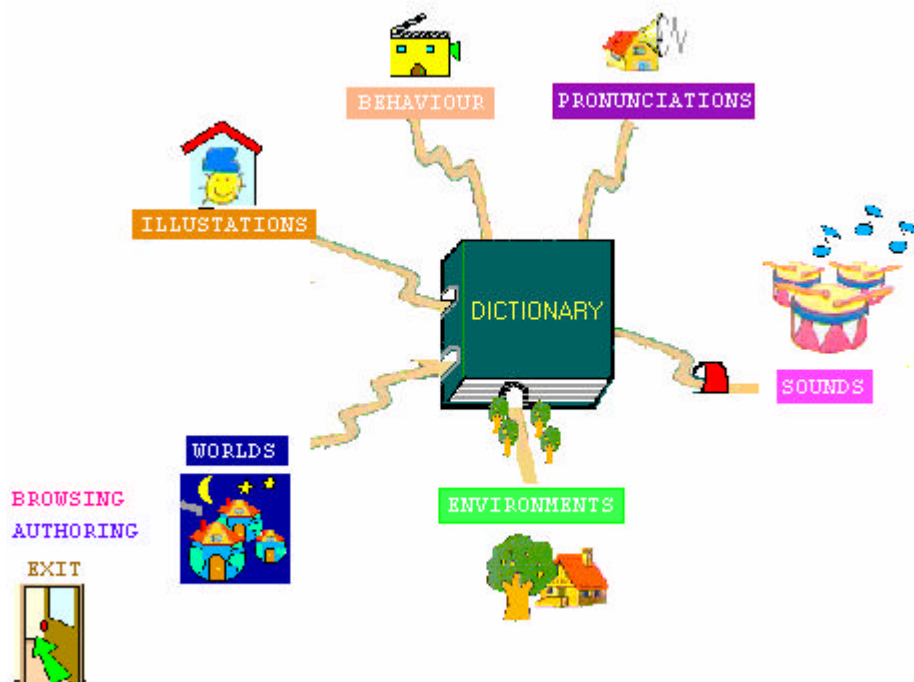 BEHAVIOUR
PRONUNCIATIONS
ILLUSTATIONS
DICTIONARY
SOUNDS
WORLDS
ENVIRONMENTS
BROWSING
AUTHORING
EXIT